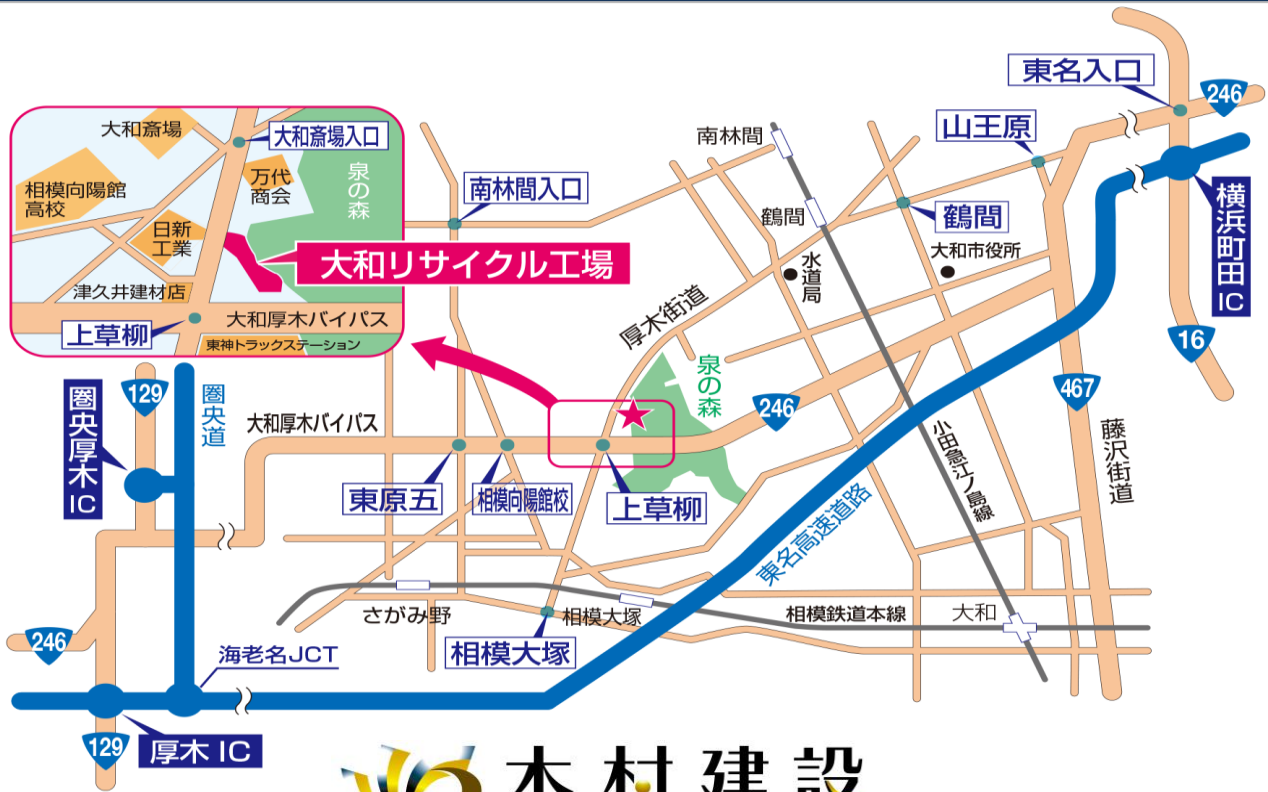 東名入口
246
山王原
南林間
横浜町田IC
大和斎場
大和斎場入口
万代
商会
泉の森
相模向陽館
高校
日新
工業
南林間入口
鶴間
鶴間
大和市役所
水道局
大和リサイクル工場
津久井建材店
大和厚木バイパス
上草柳
東神トラックステーション
厚木街道
泉の森
16
129
圏央道
圏央厚木IC
大和厚木バイパス
246
467
藤沢街道
小田急江ノ島線
東原五
相模向陽館校
上草柳
東名高速道路
さがみ野
相模大塚
相模鉄道本線
大和
246
海老名JCT
相模大塚
129
厚木IC
木村建設